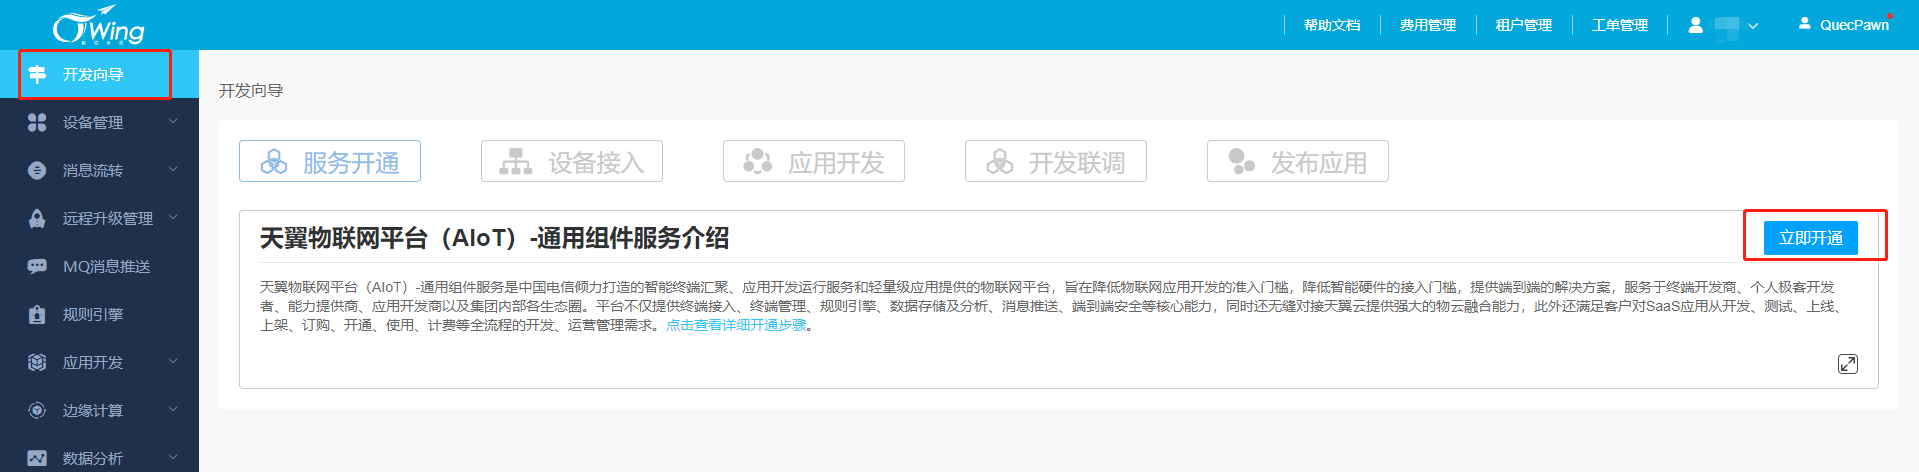 Wing
帮助文档
费用管理
租户管理
工单管理
QuecPawn
开发向导
设备管理
消息流转
远程升级管理
MQ消息推送
规则引擎
应用开发
边缘计算
数据分析
开发向导
服务开通
设备接入
应用开发
开发联调
发布应用
天翼物联网平台（AIoT）-通用组件服务介绍
立即开通
天翼物联网平台（AIoT）-通用组件服务是中国电信倾力打造的智能终端汇聚、应用开发运行服务和轻量级应用提供的物联网平台，旨在降低物联网应用开发的准入门槛，降低智能硬件的接入门槛，提供端到端的解决方案，服务于终端开发商、个人极客开发
者、能力提供商、应用开发商以及集团内部各生态圈。平台不仅提供终端接入、终端管理、规则引擎、数据存储及分析、消息推送、端到端安全等核心能力，同时还无缝对接天翼云提供强大的物云融合能力，此外还满足客户对SaaS应用从开发、测试、上线、
上架、订购、开通、使用、计费等全流程的开发、运营管理需求。点击查看详细开通步骤。